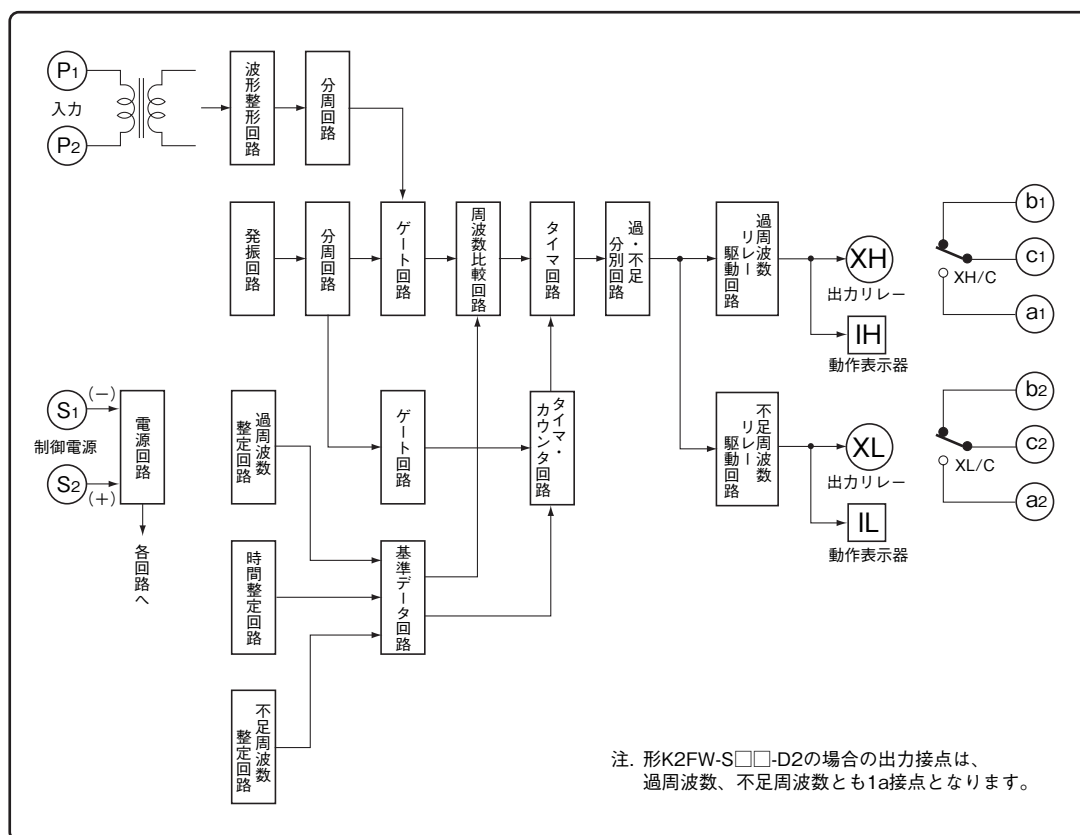 P1
入力
P2
波形整形回路
分周回路
発振回路
分周回路
ゲート回路
周波数比較回路
タイマ回路
過・不足
分別回路
過周波数
リレー
駆動回路
XH
出力リレー
IH
動作表示器
b1
c1
XH/C
a1
S1
(−)
制御電源
S2
(+)
電源回路
各回路へ
過周波数
整定回路
ゲート回路
タイマ・
カウンタ回路
不足周波数
リレー
駆動回路
XL
出力リレー
IL
動作表示器
b2
c2
XL/C
a2
時間整定回路
基準データ回路
不足周波数
整定回路
注. 形K2FW-S□□-D2の場合の出力接点は、
過周波数、不足周波数とも1a接点となります。